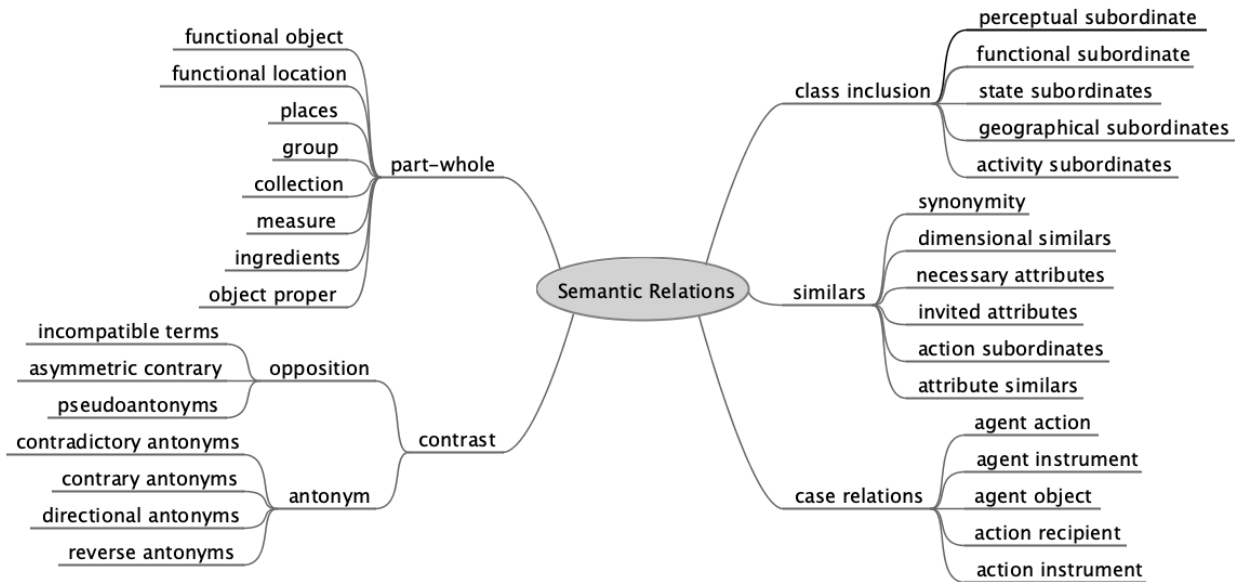 Semantic Relations
part-whole
functional object
functional location
places
group
collection
measure
ingredients
object proper
contrast
opposition
incompatible terms
asymmetric contrary
pseudoantonyms
antonym
contradictory antonyms
contrary antonyms
directional antonyms
reverse antonyms
class inclusion
perceptual subordinate
functional subordinate
state subordinates
geographical subordinates
activity subordinates
similars
synonymity
dimensional similars
necessary attributes
invited attributes
action subordinates
attribute similars
case relations
agent action
agent instrument
agent object
action recipient
action instrument